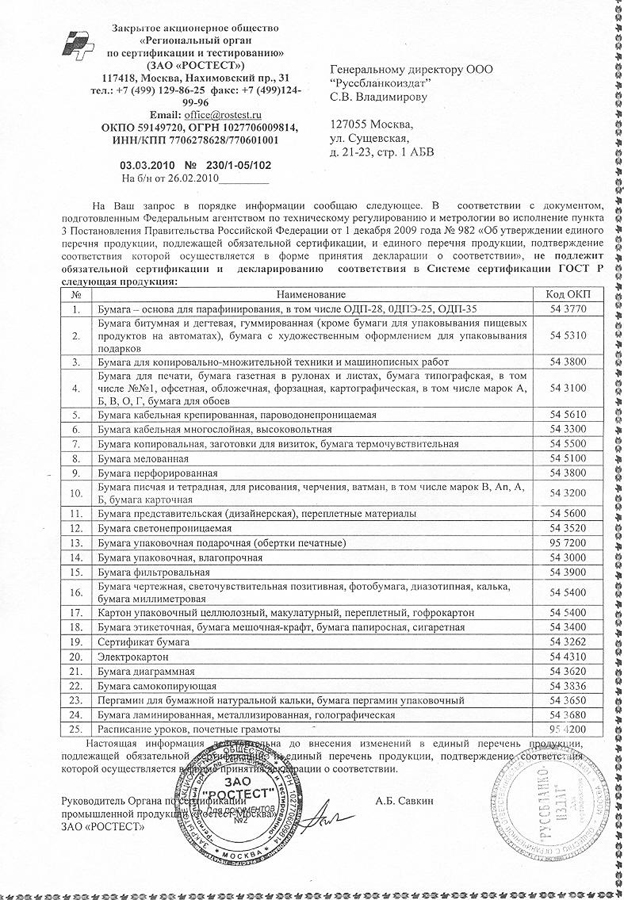 Закрытое акционерное общество
«Региональный орган
по сертификации и тестированию»
(ЗАО «РОСТЕСТ»)
117418, Москва, Нахимовский пр., 31
тел.: +7 (499) 129-86-25 факс: +7 (499)124-
99-96
Email: office@rostest.ru
ОКПО 59149720, ОГРН 1027706009814,
ИНН/КПП 7706278628/770601001
03.03.2010 № 230/1-05/102
На б/н от 26.02.2010
Генеральному директору ООО
“Руссбланкоиздат”
С.В. Владимирову
127055 Москва,
ул. Сущевская,
д. 21-23, стр. 1 АБВ
На Ваш запрос в порядке информации сообщаю следующее. В соответствии с документом,
подготовленным Федеральным агентством по техническому регулированию и метрологии во исполнение пункта
3 Постановления Правительства Российской Федерации от 1 декабря 2009 года № 982 «Об утверждении единого
перечня продукции, подлежащей обязательной сертификации, и единого перечня продукции, подтверждение
соответствия которой осуществляется в форме принятия декларации о соответствии», не подлежит
обязательной сертификации и декларированию соответствия в Системе сертификации ГОСТ Р
следующая продукция:
№ Наименование Код ОКП
1. Бумага – основа для парафинирования, в том числе ОДП-28, 0ДПЭ-25, ОДП-35 54 3770
2. Бумага битумная и дегтевая, гуммированная (кроме бумаги для упаковывания пищевых
продуктов на автоматах), бумага с художественным оформлением для упаковывания
подарков 54 5310
3. Бумага для копировально-множительной техники и машинописных работ 54 3800
4. Бумага для печати, бумага газетная в рулонах и листах, бумага типографская, в том
числе №№1, офсетная, обложечная, форзацная, картографическая, в том числе марок А,
Б, В, О, Г, бумага для обоев 54 3100
5. Бумага кабельная крепированная, пароводонепроницаемая 54 5610
6. Бумага кабельная многослойная, высоковольтная 54 3300
7. Бумага копировальная, заготовки для визиток, бумага термочувствительная 54 5500
8. Бумага мелованная 54 5100
9. Бумага перфорированная 54 3800
10. Бумага писчая и тетрадная, для рисования, черчения, ватман, в том числе марок В, Ап, А,
Б, бумага карточная 54 3200
11. Бумага представительская (дизайнерская), переплетные материалы 54 5600
12. Бумага светонепроницаемая 54 3520
13. Бумага упаковочная подарочная (обертки печатные) 95 7200
14. Бумага упаковочная, влагопрочная 54 3000
15. Бумага фильтровальная 54 3900
16. Бумага чертежная, светочувствительная позитивная, фотобумага, диазотипная, калька,
бумага миллиметровая 54 5400
17. Картон упаковочный целлюлозный, макулатурный, переплетный, гофрокартон 54 5400
18. Бумага этикеточная, бумага мешочная-крафт, бумага папиросная, сигаретная 54 3400
19. Сертификат бумага 54 3262
20. Электрокартон 54 4310
21. Бумага диаграммная 54 3620
22. Бумага самокопирующая 54 3836
23. Пергамин для бумажной натуральной кальки, бумага пергамин упаковочный 54 3650
24. Бумага ламинированная, металлизированная, голографическая 54 3680
25. Расписание уроков, почетные грамоты 95 4200
Настоящая информация действительна до внесения изменений в единый перечень продукции,
подлежащей обязательной сертификации, и единый перечень продукции, подтверждение соответствия
которой осуществляется в форме принятия декларации о соответствии.
Руководитель Органа по сертификации
промышленной продукции «Ростест-Москва»
ЗАО «РОСТЕСТ»
А.Б. Савкин
ЗАО
"РОСТЕСТ"
Для документов
№2
МОСКВА
"РУССБЛАНКО-
ИЗДАТ"